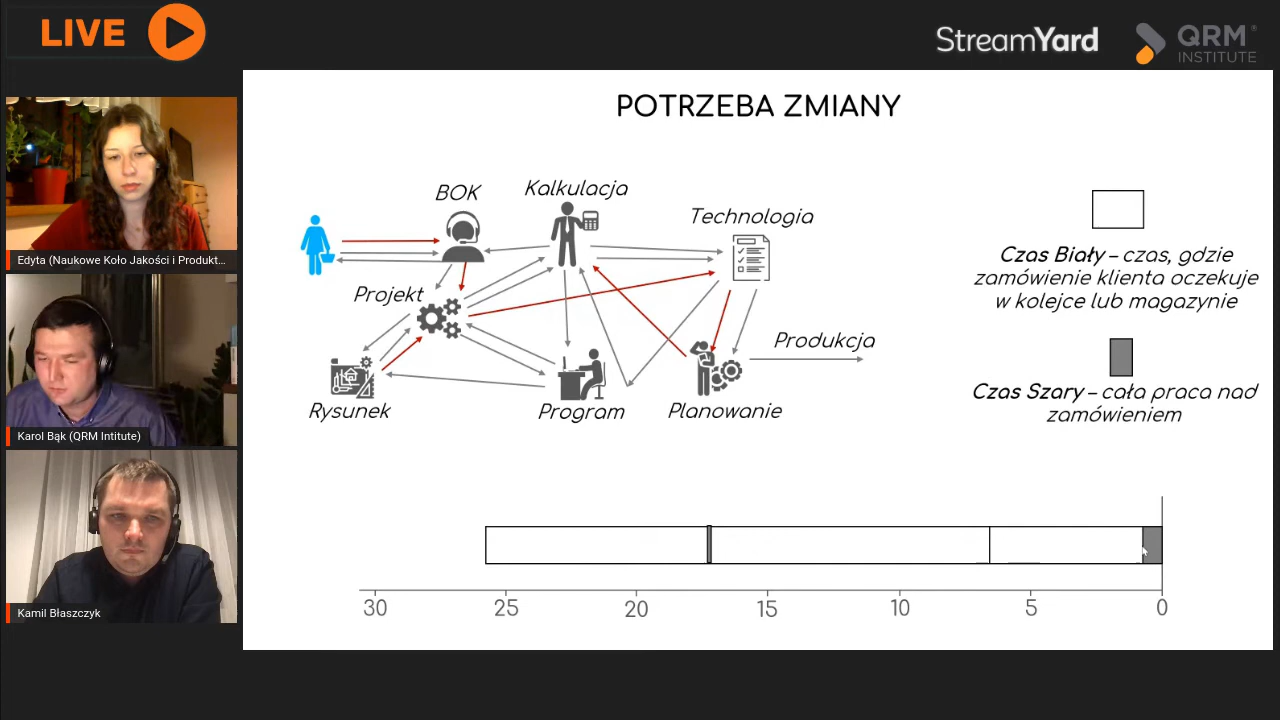 LIVE
StreamYard
QRM®
INSTITUTE
POTRZEBA ZMIANY
BOK
Kalkulacja
Technologia
Projekt
Produkcja
Rysunek
Program
Planowanie
Czas Biały – czas, gdzie
zamówienie klienta oczekuje
w kolejce lub magazynie
Czas Szary – cała praca nad
zamówieniem
30
25
20
15
10
5
0
Edyta (Naukowe Koło Jakości i Produkt...
Karol Bąk (QRM Intitute)
Kamil Błaszczyk